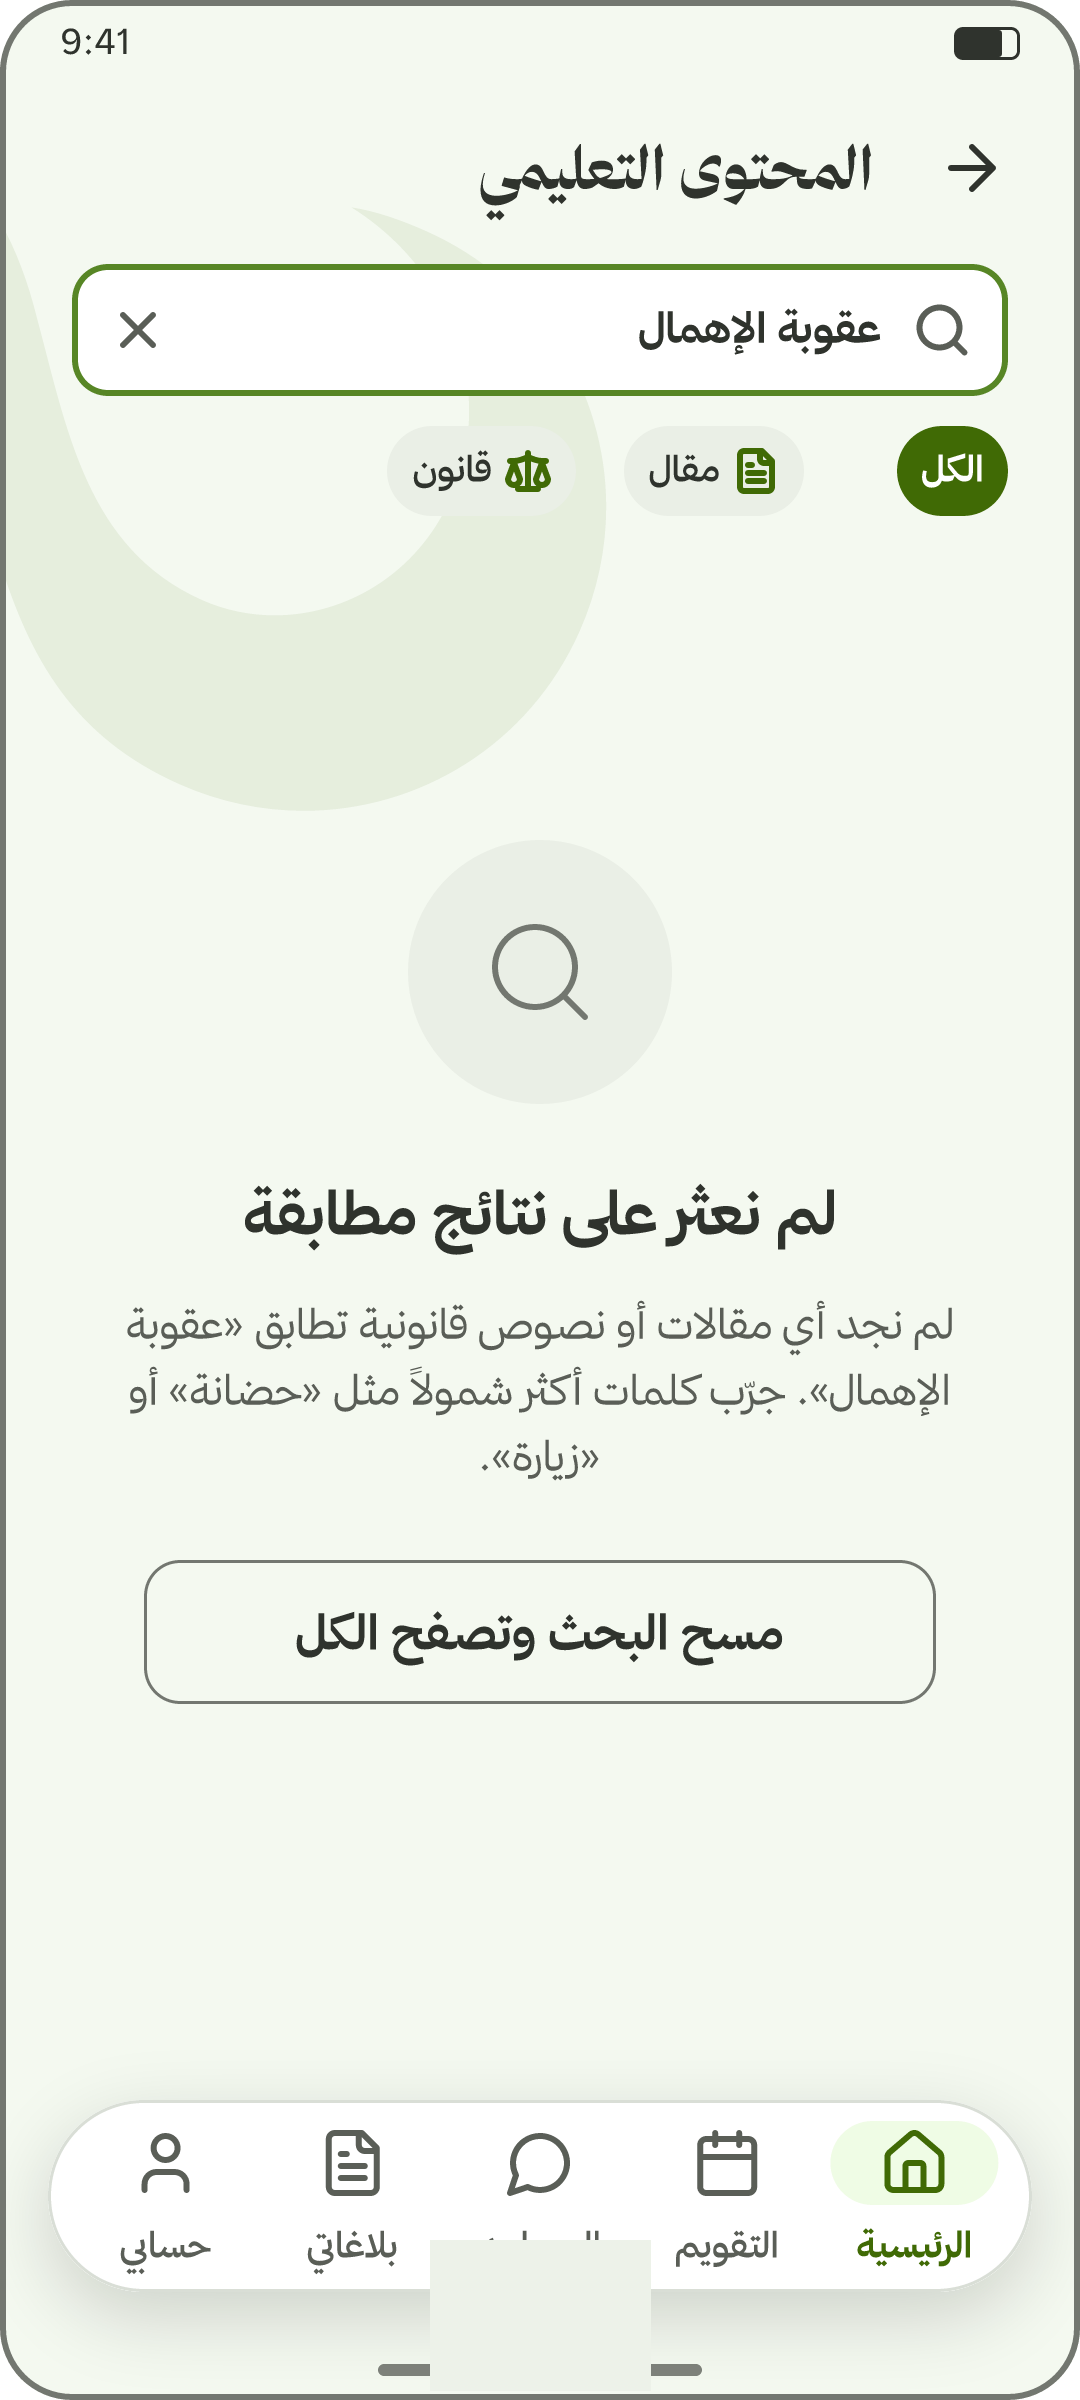 9:41
المحتوى التعليمي
عقوبة الإهمال
الكل
مقال
قانون
لم نعثر على نتائج مطابقة
لم نجد أي مقالات أو نصوص قانونية تطابق «عقوبة
الإهمال». جرّب كلمات أكثر شمولاً مثل «حضانة» أو
«زيارة».
مسح البحث وتصفح الكل
الرئيسية
التقويم
بلاغاتي
حسابي